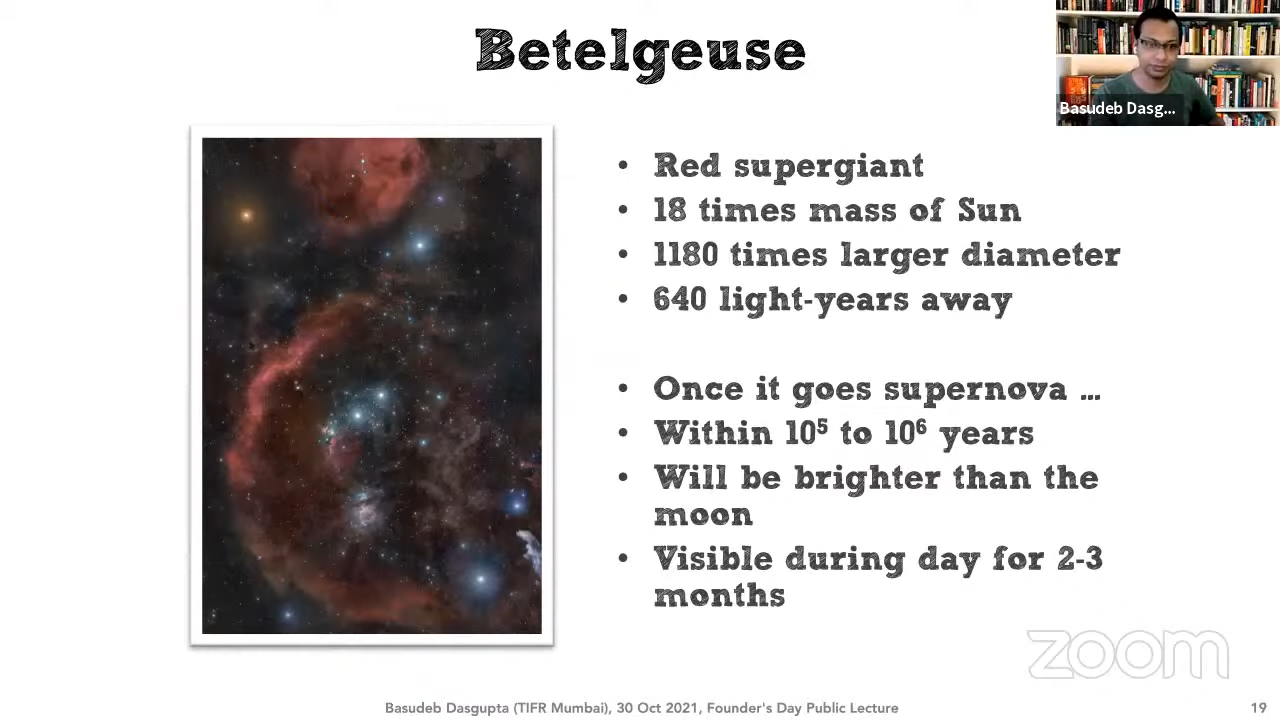 Betelgeuse
Basudeb Dasg...
• Red supergiant
• 18 times mass of Sun
• 1180 times larger diameter
• 640 light-years away
• Once it goes supernova ...
• Within 10⁵ to 10⁶ years
• Will be brighter than the
moon
• Visible during day for 2-3
months
zoom
Basudeb Dasgupta (TIFR Mumbai), 30 Oct 2021, Founder's Day Public Lecture
19